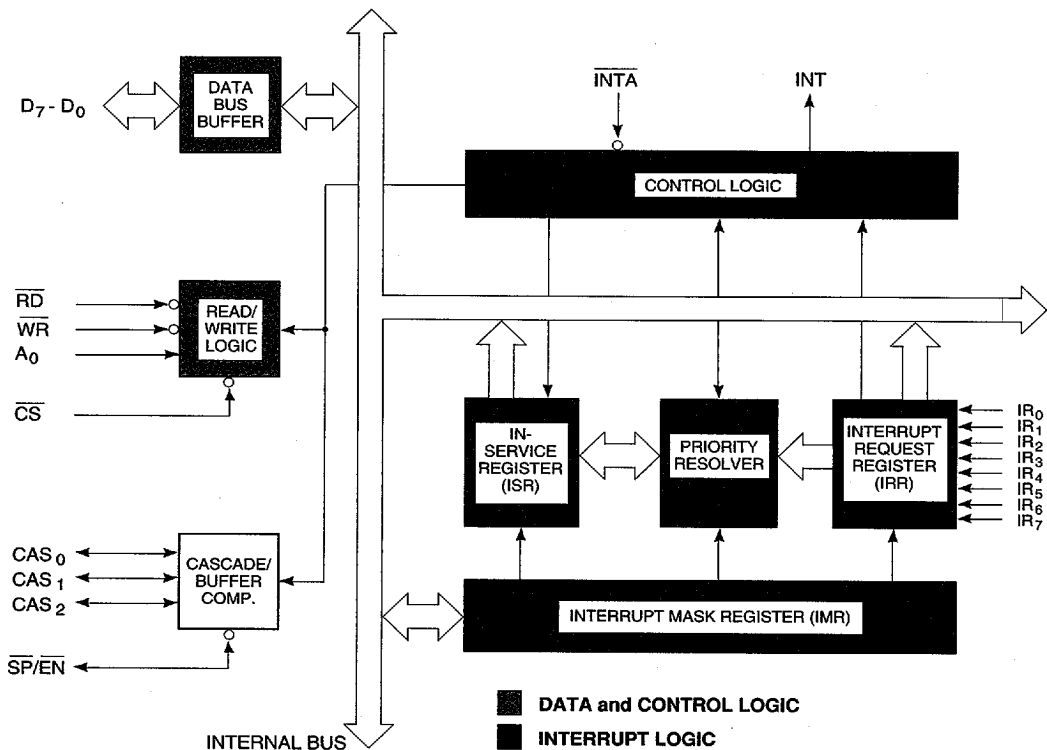 D7 - D0
DATA
BUS
BUFFER
INTA
INT
CONTROL LOGIC
RD
WR
A0
CS
READ/
WRITE
LOGIC
IN-
SERVICE
REGISTER
(ISR)
PRIORITY
RESOLVER
INTERRUPT
REQUEST
REGISTER
(IRR)
IR0
IR1
IR2
IR3
IR4
IR5
IR6
IR7
CAS 0
CAS 1
CAS 2
CASCADE/
BUFFER
COMP.
SP/EN
INTERRUPT MASK REGISTER (IMR)
DATA and CONTROL LOGIC
INTERRUPT LOGIC
INTERNAL BUS